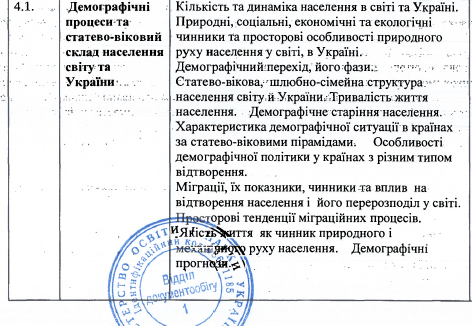 4.1.
Демографічні
процеси та
статево-віковий
склад населення
світу та
України
Кількість та динаміка населення в світі та Україні.
Природні, соціальні, економічні та екологічні
чинники та просторові особливості природного
руху населення у світі, в Україні.
Демографічний перехід, його фази.
Статево-вікова, шлюбно-сімейна структура
населення світу й України. Тривалість життя
населення. Демографічне старіння населення.
Характеристика демографічної ситуації в країнах
за статево-віковими пірамідами. Особливості
демографічної політики у країнах з різним типом
відтворення.
Міграції, їх показники, чинники та вплив на
відтворення населення і його перерозподіл у світі.
Просторові тенденції міграційних процесів.
Якість життя як чинник природного і
механічного руху населення. Демографічні
прогнози.
Відділ
документообігу
1